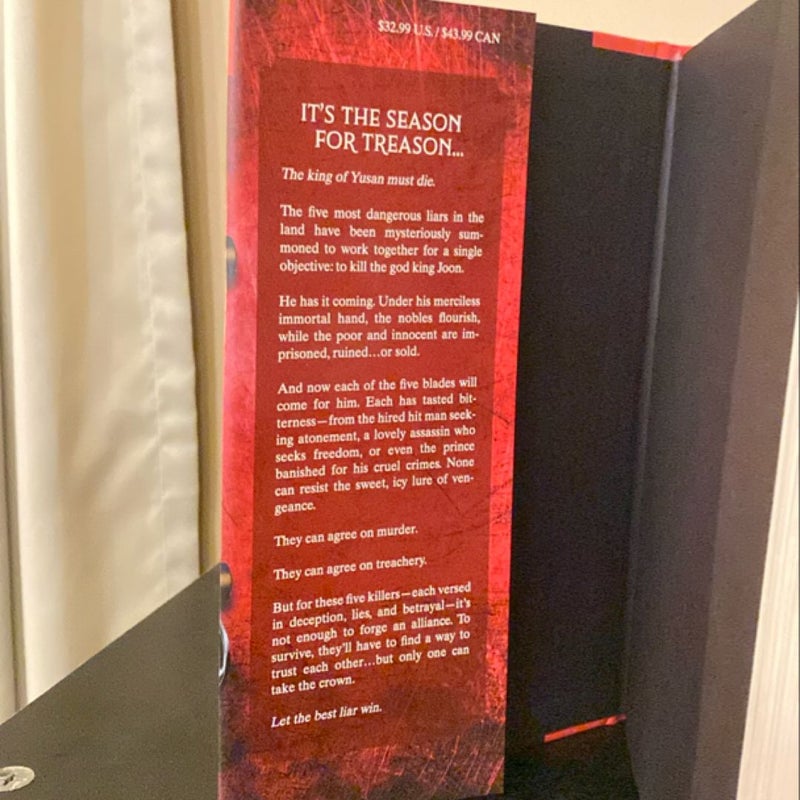 $32.99 U.S. / $43.99 CAN
IT'S THE SEASON
FOR TREASON...
The king of Yusan must die.
The five most dangerous liars in the
land have been mysteriously sum-
moned to work together for a single
objective: to kill the god king Joon.
He has it coming. Under his merciless
immortal hand, the nobles flourish,
while the poor and innocent are im-
prisoned, ruined...or sold.
And now each of the five blades will
come for him. Each has tasted bit-
terness—from the hired hit man seek-
ing atonement, a lovely assassin who
seeks freedom, or even the prince
banished for his cruel crimes. None
can resist the sweet, icy lure of ven-
geance.
They can agree on murder.
They can agree on treachery.
But for these five killers—each versed
in deception, lies, and betrayal—it's
not enough to forge an alliance. To
survive, they'll have to find a way to
trust each other...but only one can
take the crown.
Let the best liar win.